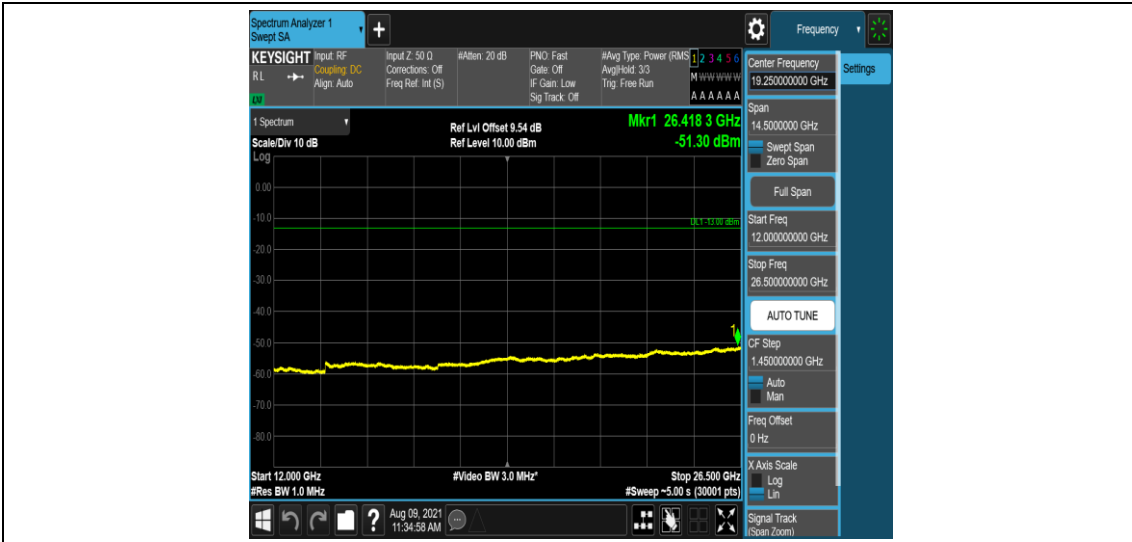 Spectrum Analyzer 1
Swept SA
+
Frequency
KEYSIGHT
RL
LXI
Input: RF
Coupling: DC
Align: Auto
Input Z: 50 Ω
Corrections: Off
Freq Ref: Int (S)
#Atten: 20 dB
PNO: Fast
Gate: Off
IF Gain: Low
Sig Track: Off
#Avg Type: Power (RMS
Avg|Hold: 3/3
Trig: Free Run
1 2 3 4 5 6
M W W W W W
A A A A A A
1 Spectrum
Scale/Div 10 dB
Log
Ref Lvl Offset 9.54 dB
Ref Level 10.00 dBm
Mkr1 26.418 3 GHz
-51.30 dBm
0.00
-10.0
DL1 -13.00 dBm
-20.0
-30.0
-40.0
1
-50.0
-60.0
-70.0
-80.0
Start 12.000 GHz
#Res BW 1.0 MHz
#Video BW 3.0 MHz*
Stop 26.500 GHz
#Sweep ~5.00 s (30001 pts)
?
Aug 09, 2021
11:34:58 AM
Center Frequency
19.250000000 GHz
Settings
Span
14.5000000 GHz
Swept Span
Zero Span
Full Span
Start Freq
12.000000000 GHz
Stop Freq
26.500000000 GHz
AUTO TUNE
CF Step
1.450000000 GHz
Auto
Man
Freq Offset
0 Hz
X Axis Scale
Log
Lin
Signal Track
(Span Zoom)